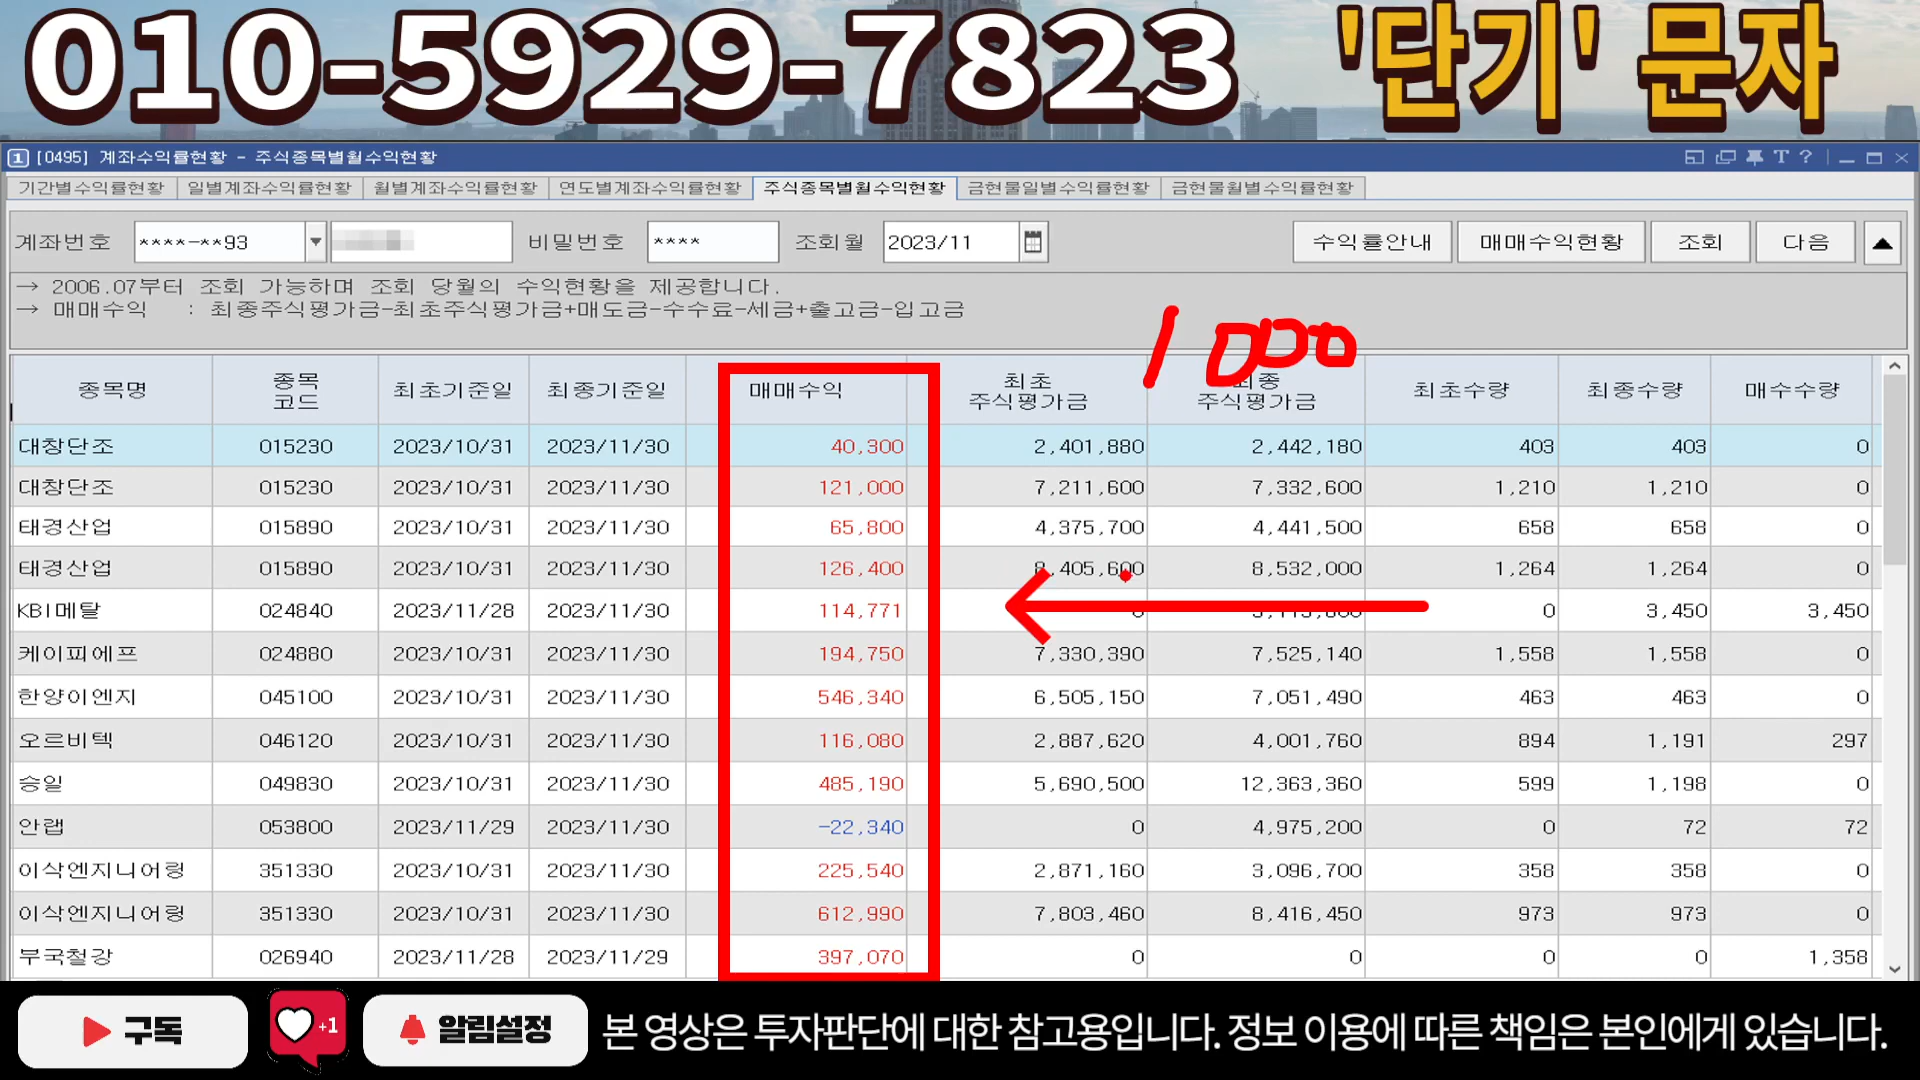 010-5929-7823 '단기' 문자
1 [0495] 계좌수익률현황 - 주식종목별월수익현황
기간별수익률현황 일별계좌수익률현황 월별계좌수익률현황 연도별계좌수익률현황 주식종목별월수익현황 금현물일별수익률현황 금현물월별수익률현황
계좌번호 ****-**93 비밀번호 **** 조회월 2023/11 수익률안내 매매수익현황 조회 다음
→ 2006.07부터 조회 가능하며 조회 당월의 수익현황을 제공합니다.
→ 매매수익 : 최종주식평가금-최초주식평가금+매도금-수수료-세금+출고금-입고금
1000
종목명 종목코드 최초기준일 최종기준일 매매수익 최초주식평가금 최종주식평가금 최초수량 최종수량 매수수량
대창단조 015230 2023/10/31 2023/11/30 40,300 2,401,880 2,442,180 403 403 0
대창단조 015230 2023/10/31 2023/11/30 121,000 7,211,600 7,332,600 1,210 1,210 0
태경산업 015890 2023/10/31 2023/11/30 65,800 4,375,700 4,441,500 658 658 0
태경산업 015890 2023/10/31 2023/11/30 126,400 8,405,600 8,532,000 1,264 1,264 0
KBI메탈 024840 2023/11/28 2023/11/30 114,771 0 0 3,450 3,450
케이피에프 024880 2023/10/31 2023/11/30 194,750 7,330,390 7,525,140 1,558 1,558 0
한양이엔지 045100 2023/10/31 2023/11/30 546,340 6,505,150 7,051,490 463 463 0
오르비텍 046120 2023/10/31 2023/11/30 116,080 2,887,620 4,001,760 894 1,191 297
승일 049830 2023/10/31 2023/11/30 485,190 5,690,500 12,363,360 599 1,198 0
안랩 053800 2023/11/29 2023/11/30 -22,340 0 4,975,200 0 72 72
이삭엔지니어링 351330 2023/10/31 2023/11/30 225,540 2,871,160 3,096,700 358 358 0
이삭엔지니어링 351330 2023/10/31 2023/11/30 612,990 7,803,460 8,416,450 973 973 0
부국철강 026940 2023/11/28 2023/11/29 397,070 0 0 0 0 1,358
구독 +1 알림설정 본 영상은 투자판단에 대한 참고용입니다. 정보 이용에 따른 책임은 본인에게 있습니다.